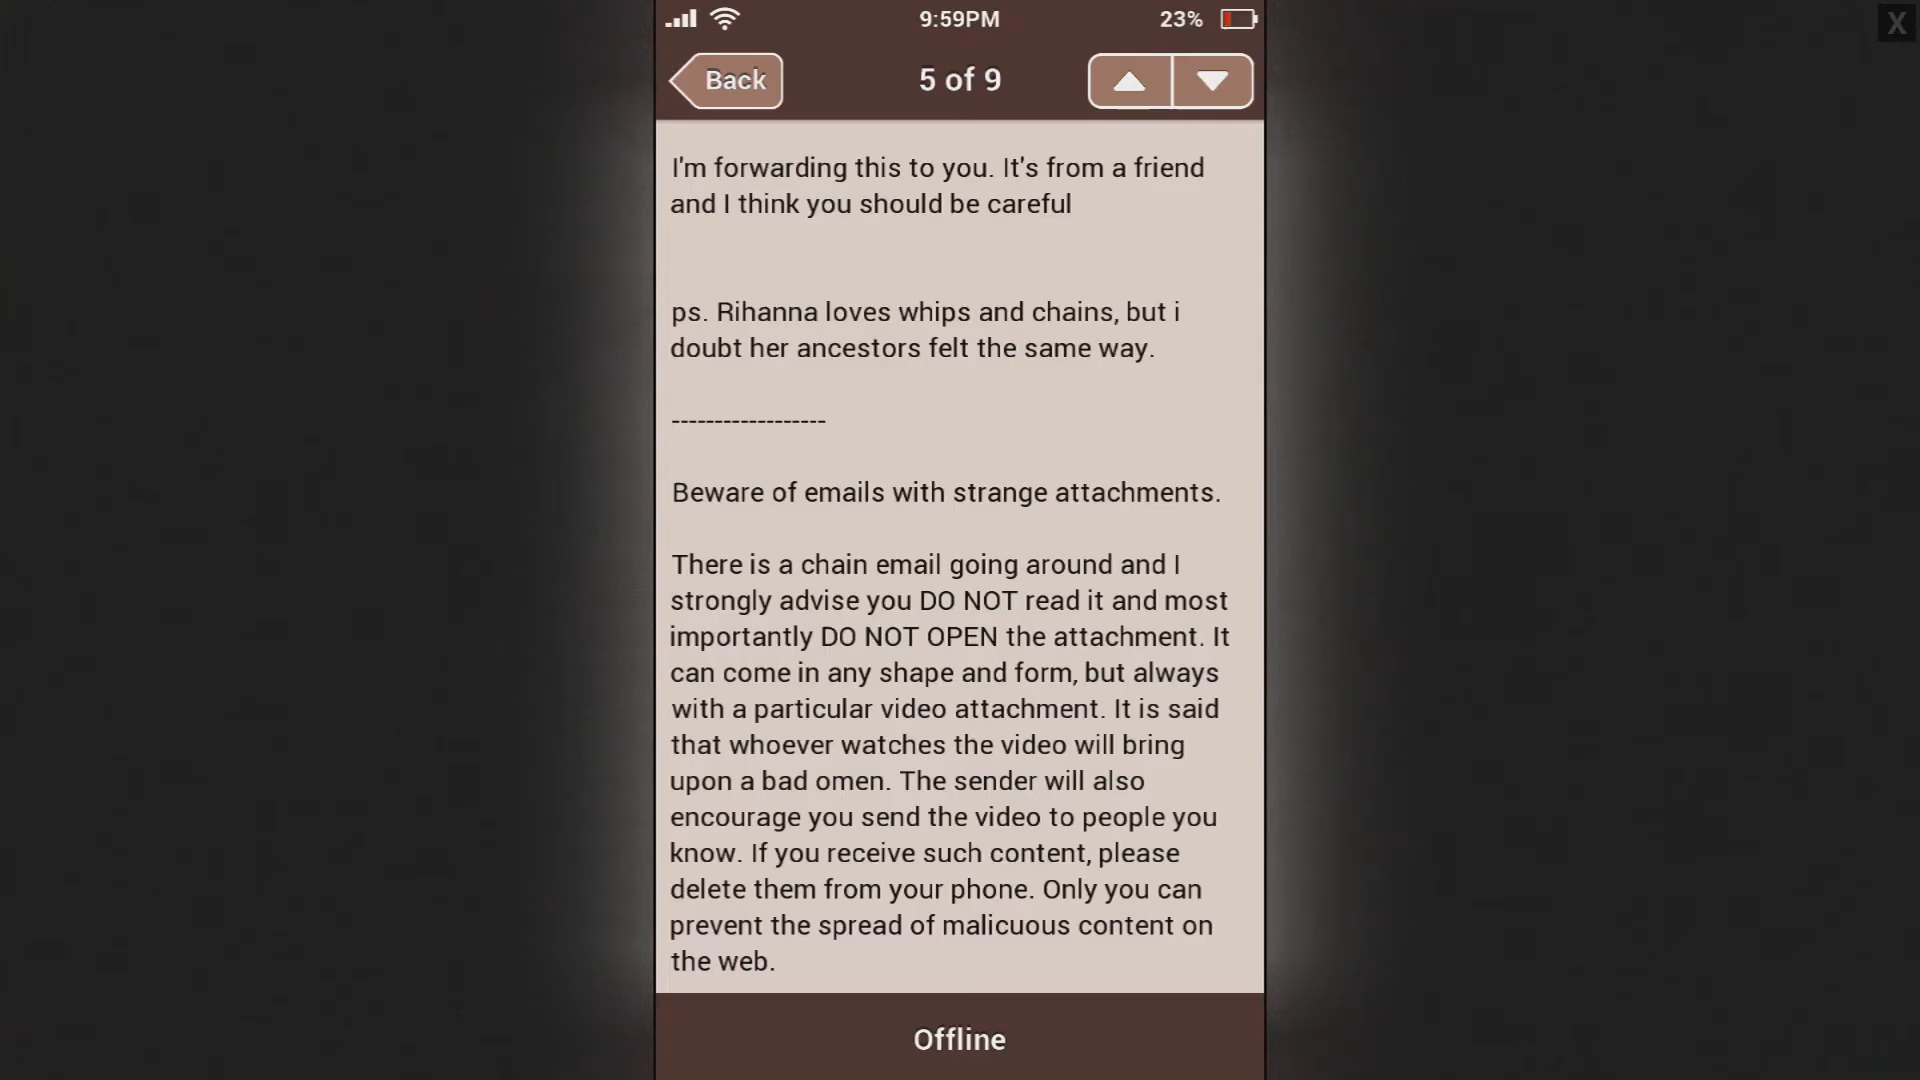 9:59PM
23%
X
Back
5 of 9
I'm forwarding this to you. It's from a friend
and I think you should be careful
ps. Rihanna loves whips and chains, but i
doubt her ancestors felt the same way.
------------------
Beware of emails with strange attachments.
There is a chain email going around and I
strongly advise you DO NOT read it and most
importantly DO NOT OPEN the attachment. It
can come in any shape and form, but always
with a particular video attachment. It is said
that whoever watches the video will bring
upon a bad omen. The sender will also
encourage you send the video to people you
know. If you receive such content, please
delete them from your phone. Only you can
prevent the spread of malicuous content on
the web.
Offline